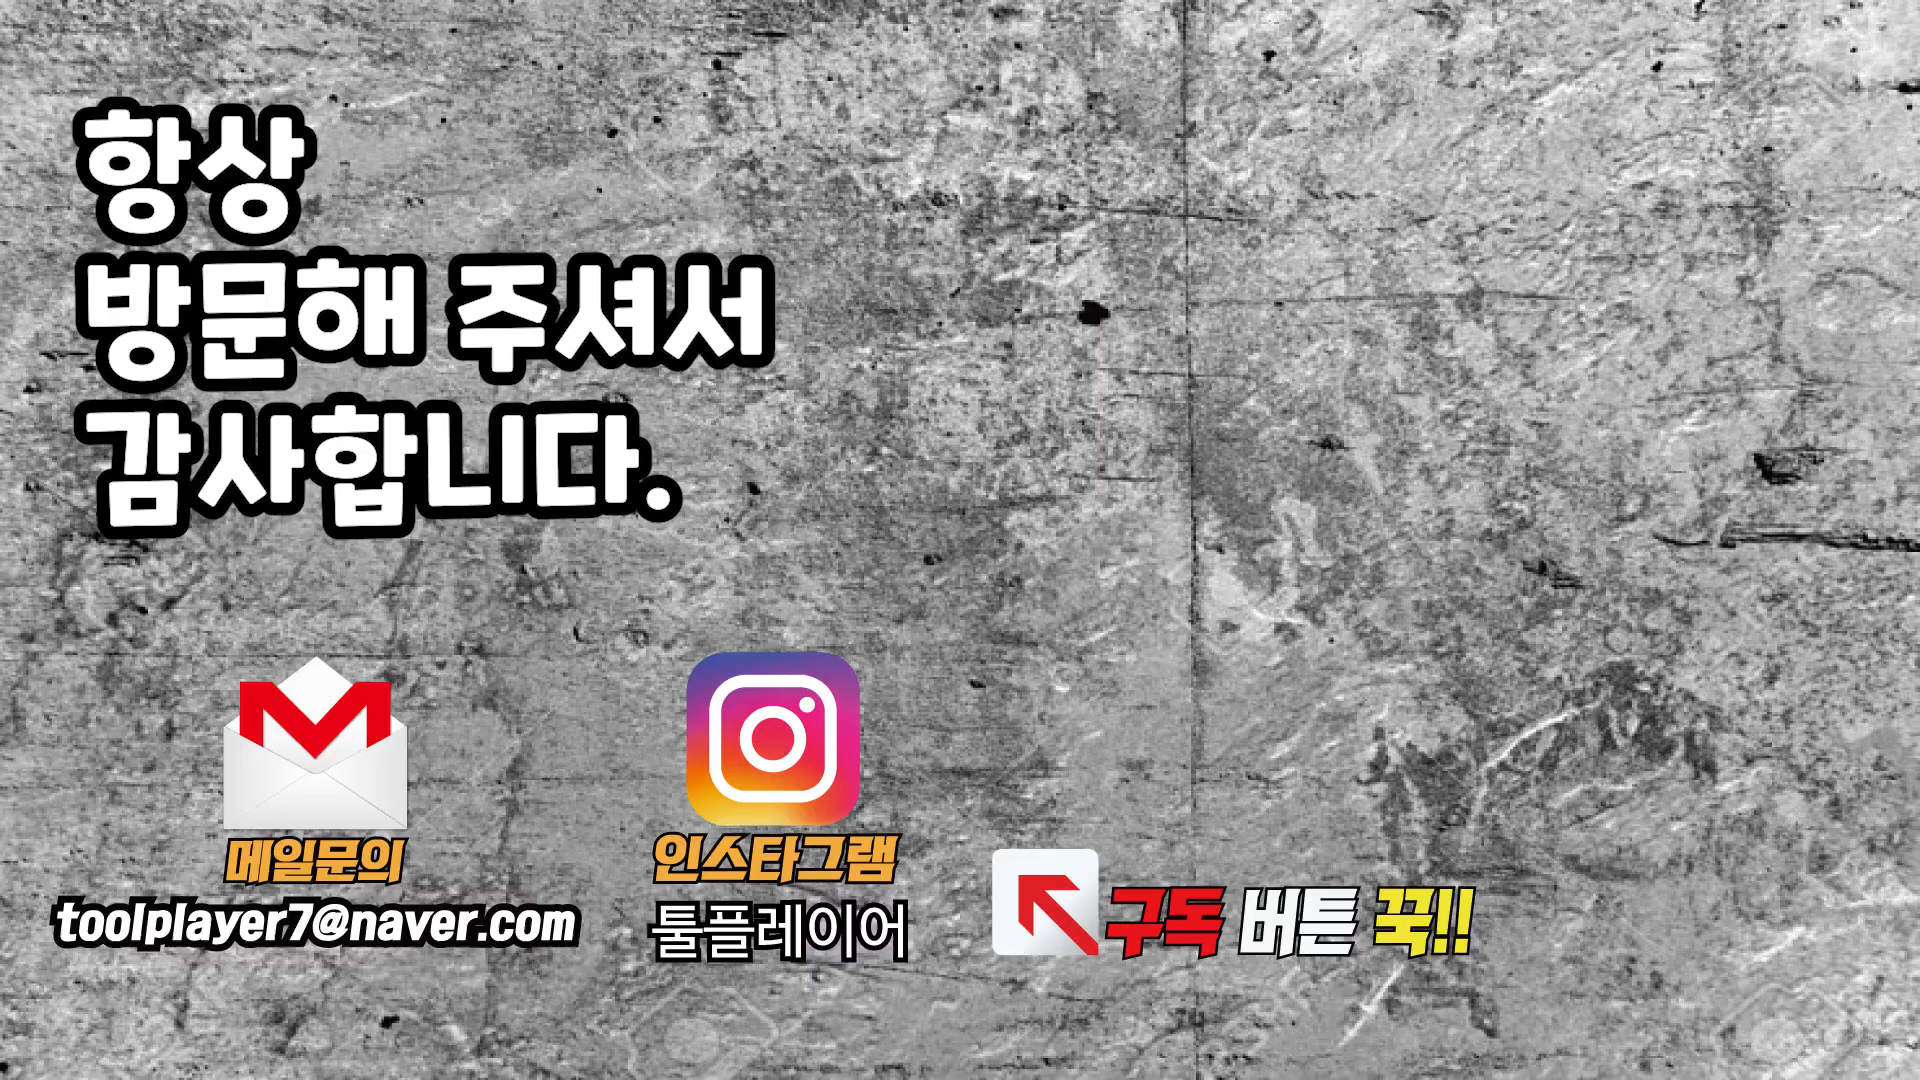 항상
방문해 주셔서
감사합니다.
메일문의
toolplayer7@naver.com
인스타그램
툴플레이어
구독 버튼 꾹!!